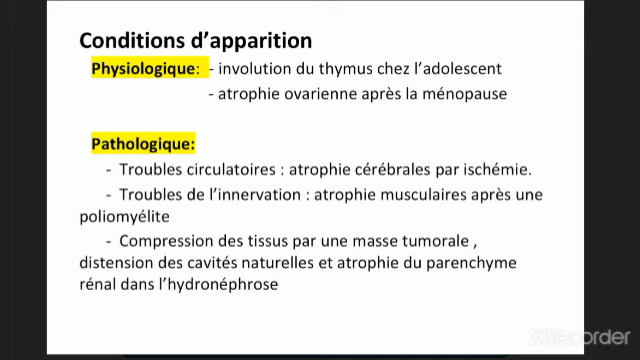 Conditions d'apparition
Physiologique: - involution du thymus chez l'adolescent
- atrophie ovarienne après la ménopause
Pathologique:
- Troubles circulatoires : atrophie cérébrales par ischémie.
- Troubles de l'innervation : atrophie musculaires après une
poliomyélite
- Compression des tissus par une masse tumorale ,
distension des cavités naturelles et atrophie du parenchyme
rénal dans l'hydronéphrose
XRecorder